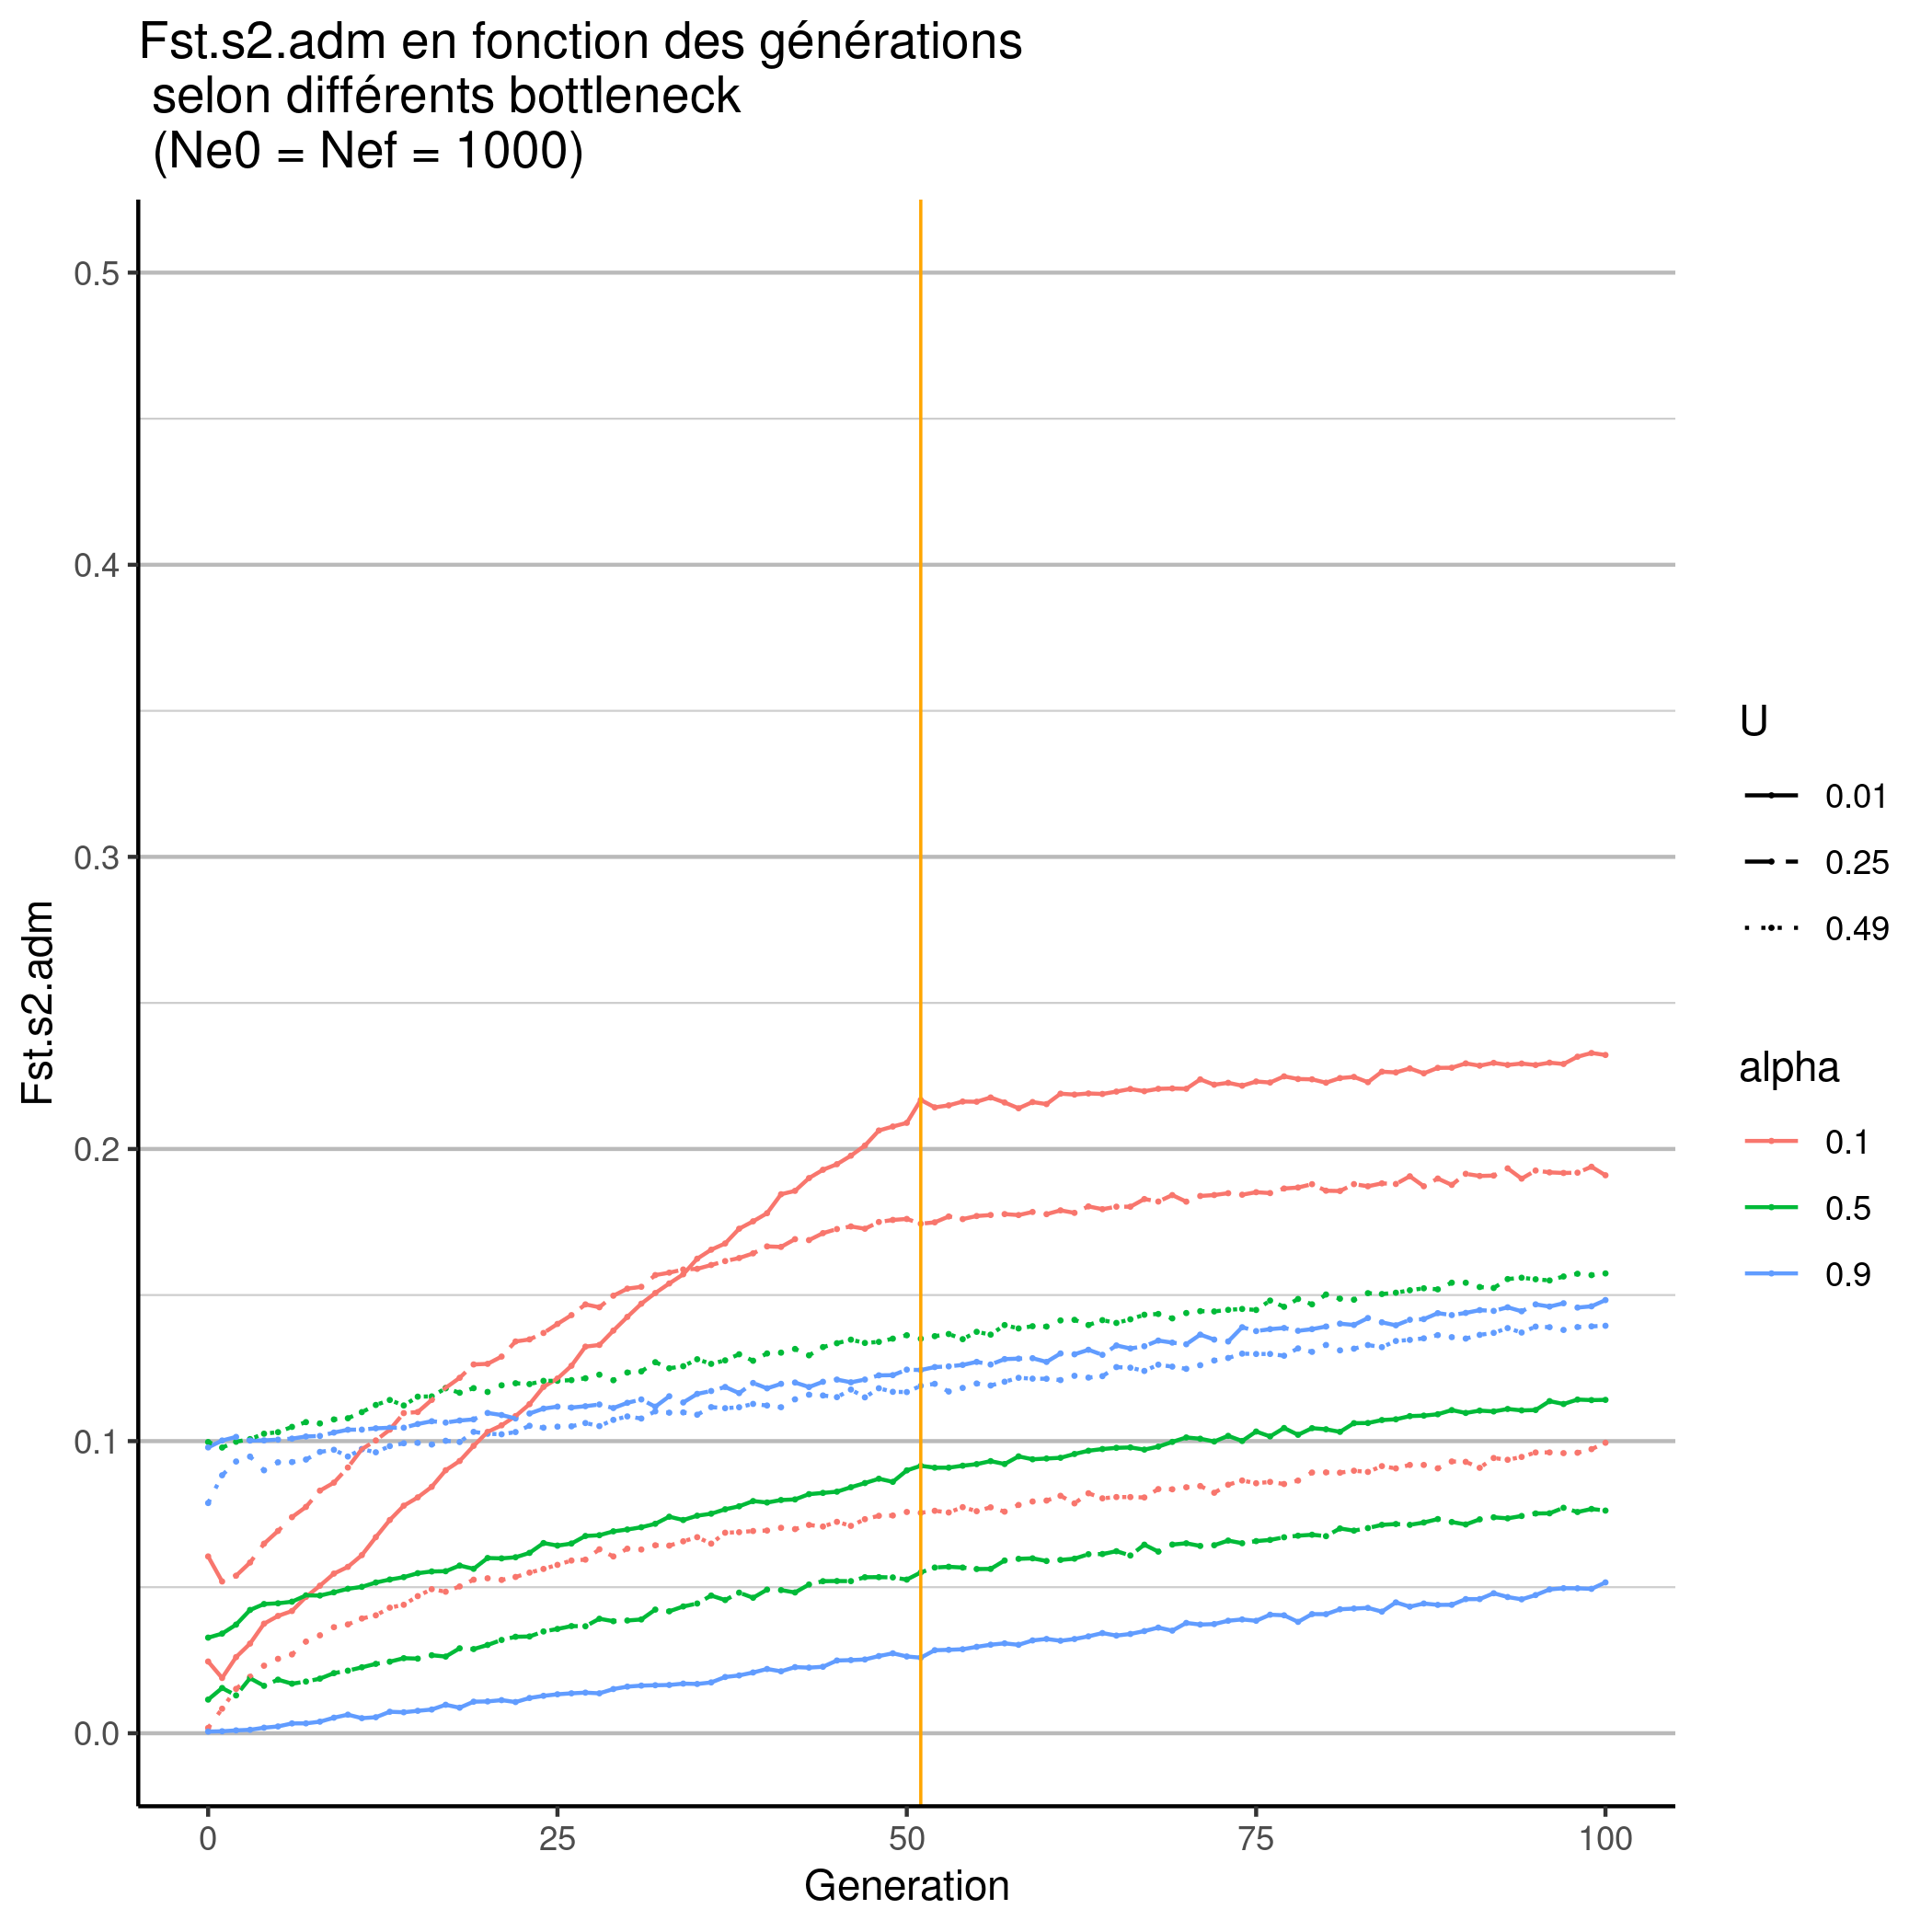 Fst.s2.adm en fonction des générations
selon différents bottleneck
(Ne0 = Nef = 1000)
Fst.s2.adm
0.5
0.4
0.3
0.2
0.1
0.0
0
25
50
75
100
Generation
U
0.01
0.25
0.49
alpha
0.1
0.5
0.9